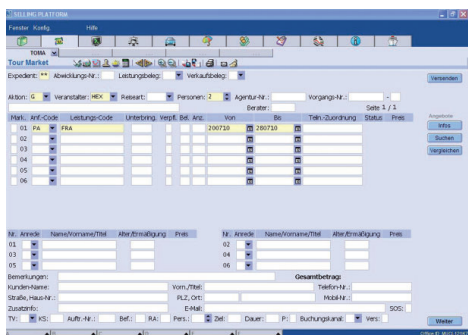 SELLING PLATFORM
Fenster Konfig. Hilfe
TOMA
Tour Market
Expedient: ** Abwicklungs-Nr.: Leistungsbeleg: Verkaufsbeleg: Versenden
Aktion: G Veranstalter: HEX Reiseart: Personen: 2 Agentur-Nr.: Vorgangs-Nr.: -
Berater: Seite 1 / 1
Mark. Anf.-Code Leistungs-Code Unterbring. Verpfl. Bel. Anz. Von Bis Teiln.-Zuordnung Status Preis Angebote
01 PA FRA 200710 280710 Infos
02 Suchen
03 Vergleichen
04
05
06
Nr. Anrede Name/Vorname/Titel Alter/Ermäßigung Preis Nr. Anrede Name/Vorname/Titel Alter/Ermäßigung Preis
01 02
03 04
05 06
Bemerkungen: Gesamtbetrag:
Kunden-Name: Vorn./Titel: Telefon-Nr.:
Straße, Haus-Nr.: PLZ, Ort: Mobil-Nr.:
Zusatzinfo: E-Mail: SOS:
TV: KS: Auftr.-Nr.: Bef.: RA: Pers.: Ziel: Dauer: P: Buchungskanal: Vers: Weiter